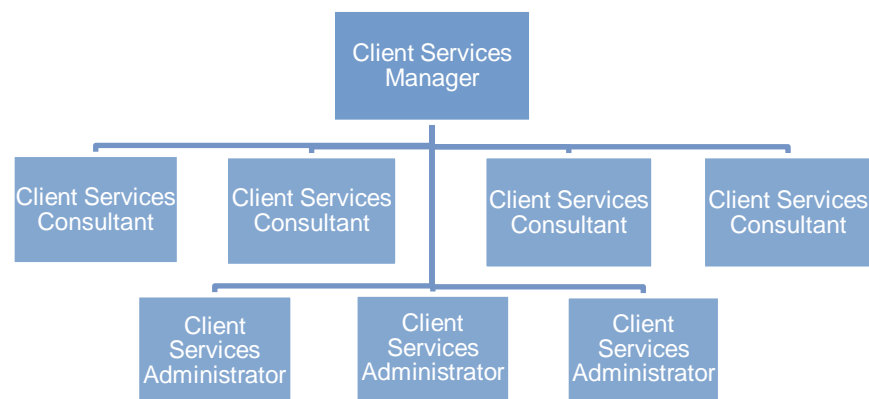 Client Services
Manager
Client Services
Consultant
Client Services
Consultant
Client Services
Consultant
Client Services
Consultant
Client
Services
Administrator
Client
Services
Administrator
Client
Services
Administrator